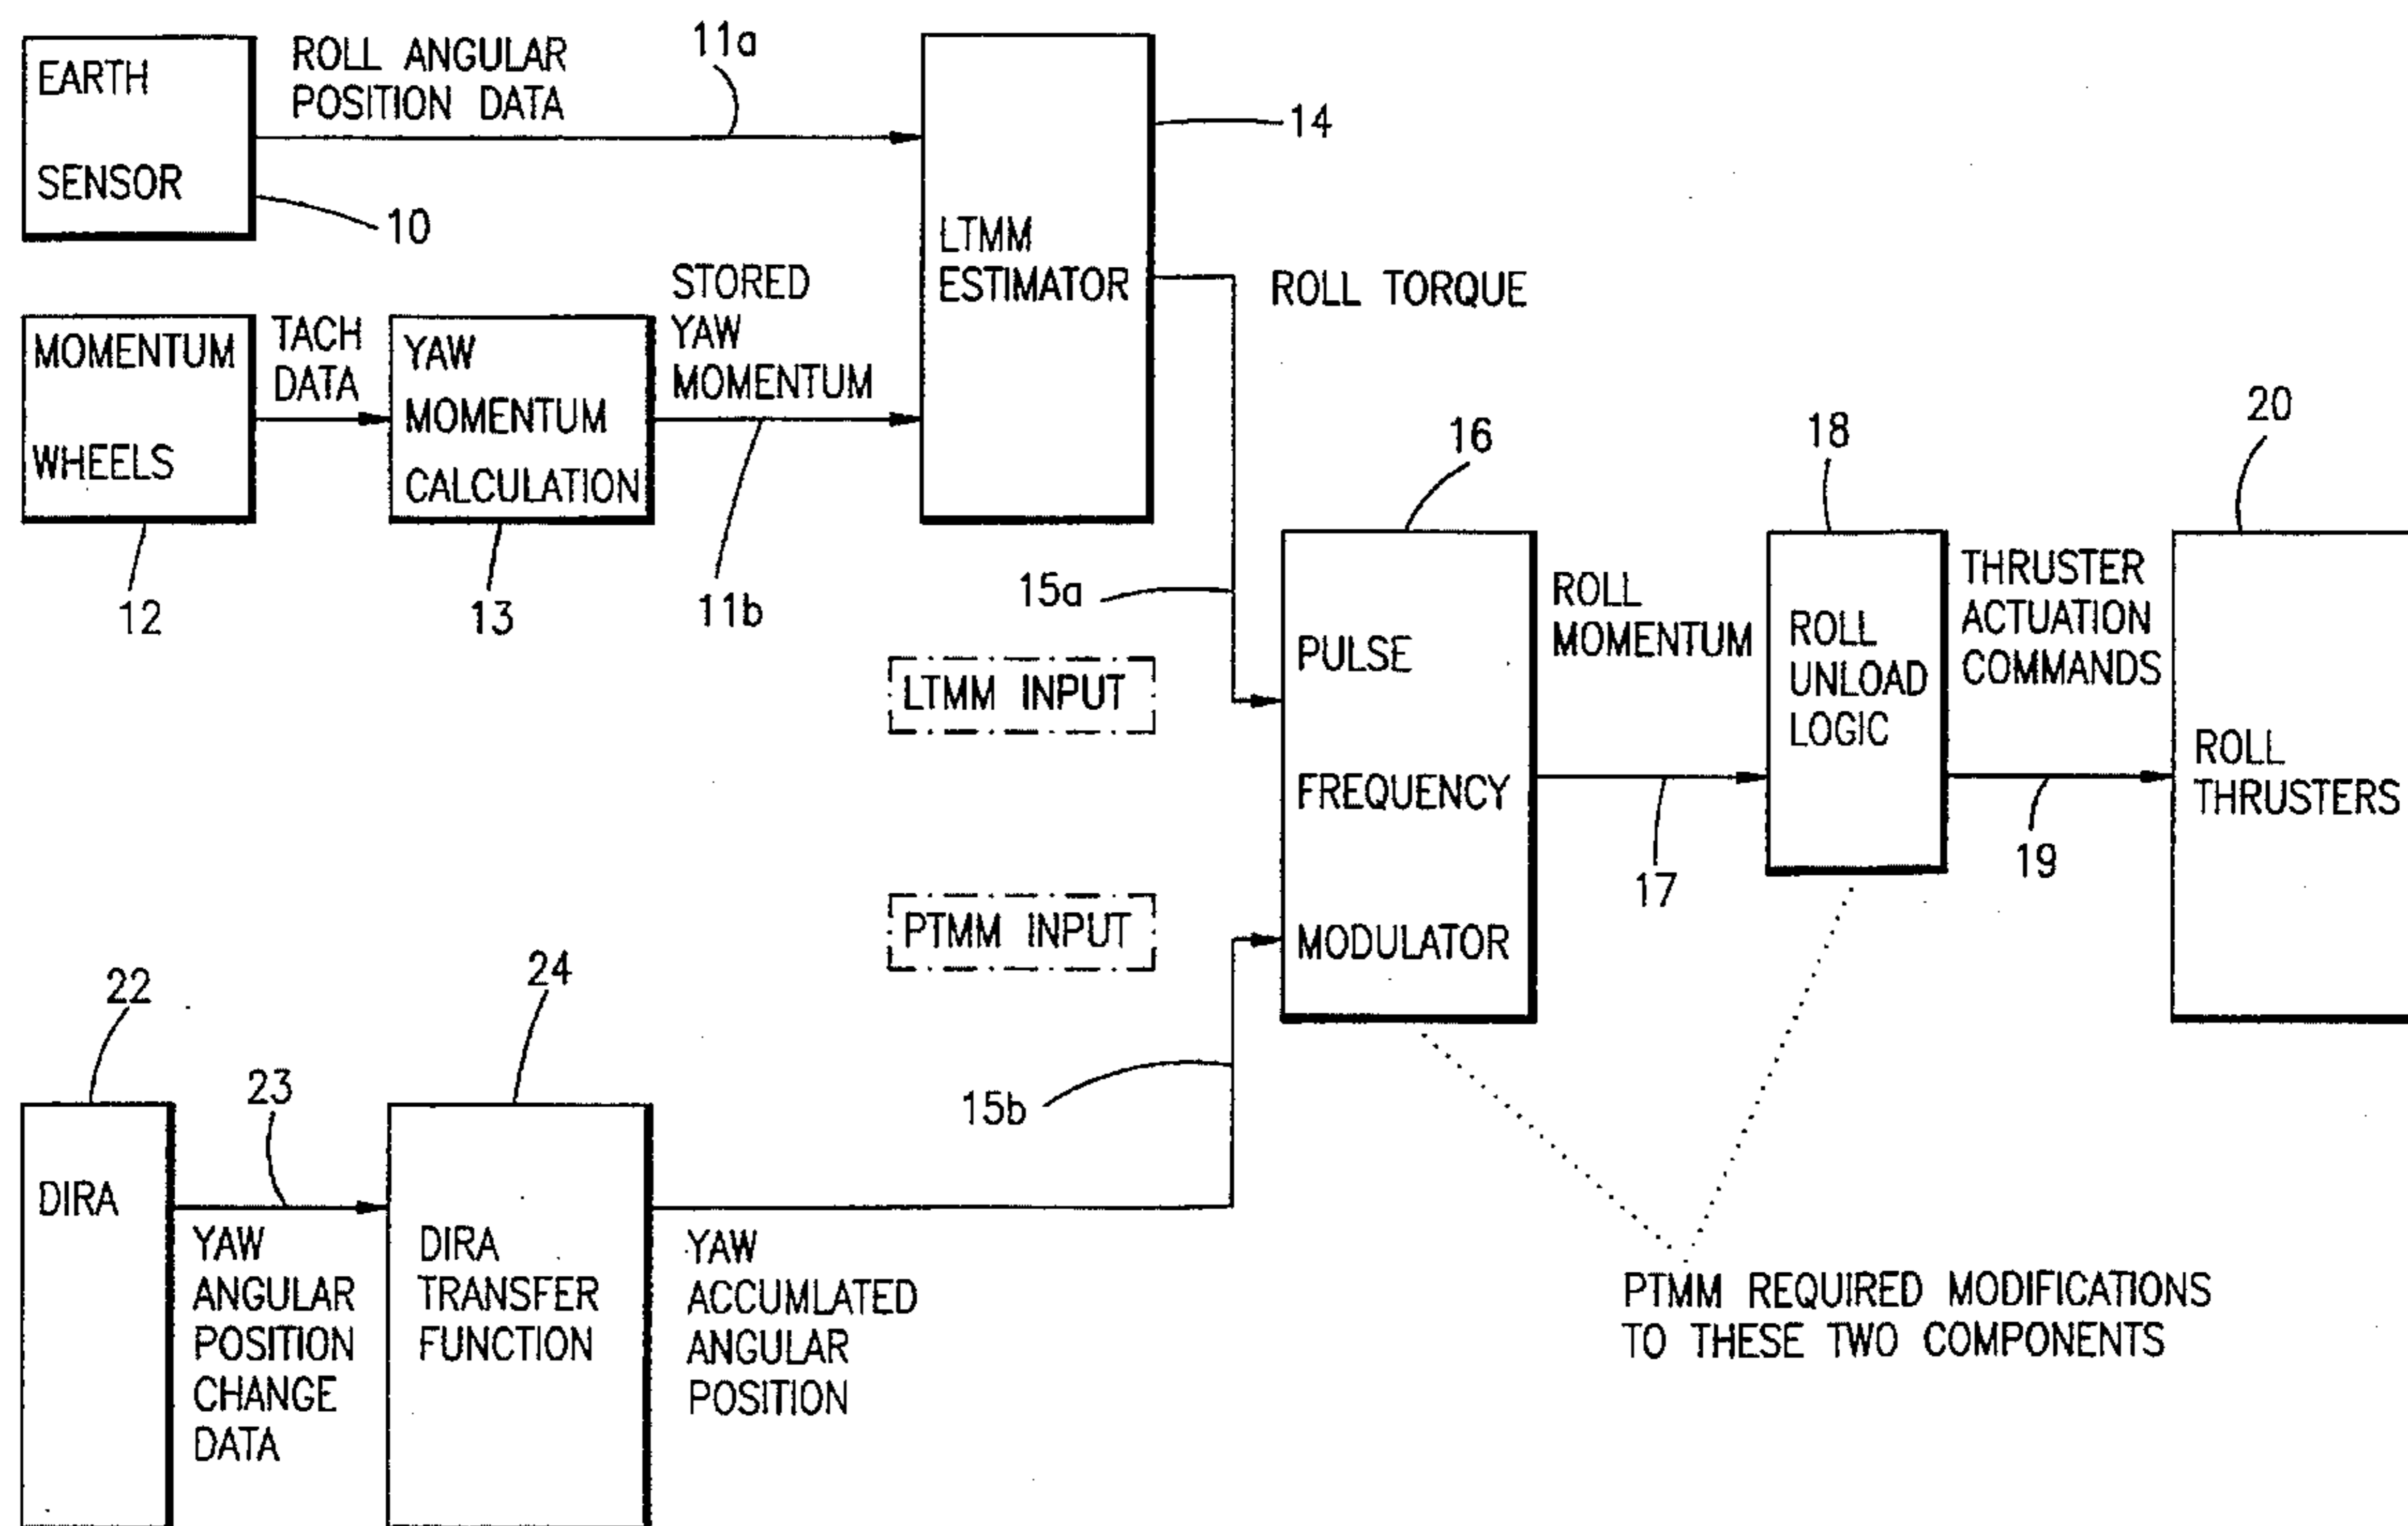 EARTH
SENSOR
10
ROLL ANGULAR
POSITION DATA
11a
LTMM
ESTIMATOR
14
MOMENTUM
WHEELS
12
TACH
DATA
YAW
MOMENTUM
CALCULATION
13
STORED
YAW
MOMENTUM
11b
ROLL TORQUE
15a
LTMM INPUT
PTMM INPUT
16
PULSE
FREQUENCY
MODULATOR
ROLL
MOMENTUM
17
18
ROLL
UNLOAD
LOGIC
THRUSTER
ACTUATION
COMMANDS
19
20
ROLL
THRUSTERS
22
DIRA
23
YAW
ANGULAR
POSITION
CHANGE
DATA
24
DIRA
TRANSFER
FUNCTION
YAW
ACCUMLATED
ANGULAR
POSITION
15b
PTMM REQUIRED MODIFICATIONS
TO THESE TWO COMPONENTS